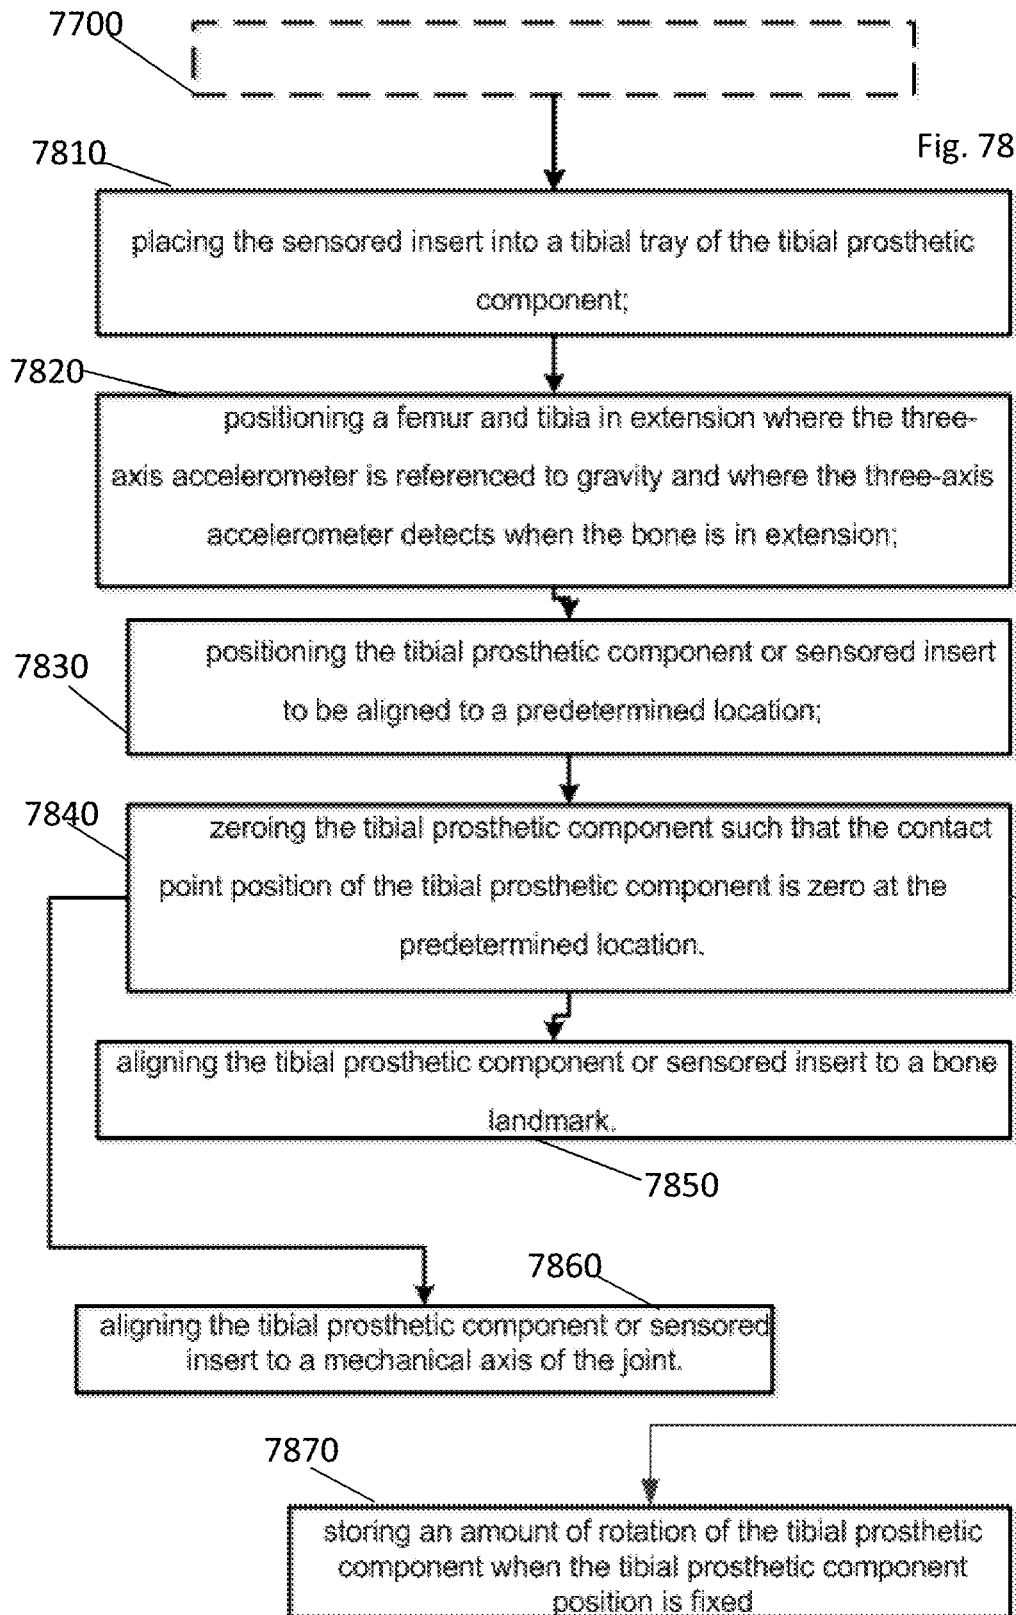 7700
Fig. 78
7810
placing the sensored insert into a tibial tray of the tibial prosthetic
component;
7820
positioning a femur and tibia in extension where the three-
axis accelerometer is referenced to gravity and where the three-axis
accelerometer detects when the bone is in extension;
7830
positioning the tibial prosthetic component or sensored insert
to be aligned to a predetermined location;
7840
zeroing the tibial prosthetic component such that the contact
point position of the tibial prosthetic component is zero at the
predetermined location.
aligning the tibial prosthetic component or sensored insert to a bone
landmark.
7850
7860
aligning the tibial prosthetic component or sensored
insert to a mechanical axis of the joint.
7870
storing an amount of rotation of the tibial prosthetic
component when the tibial prosthetic component
position is fixed